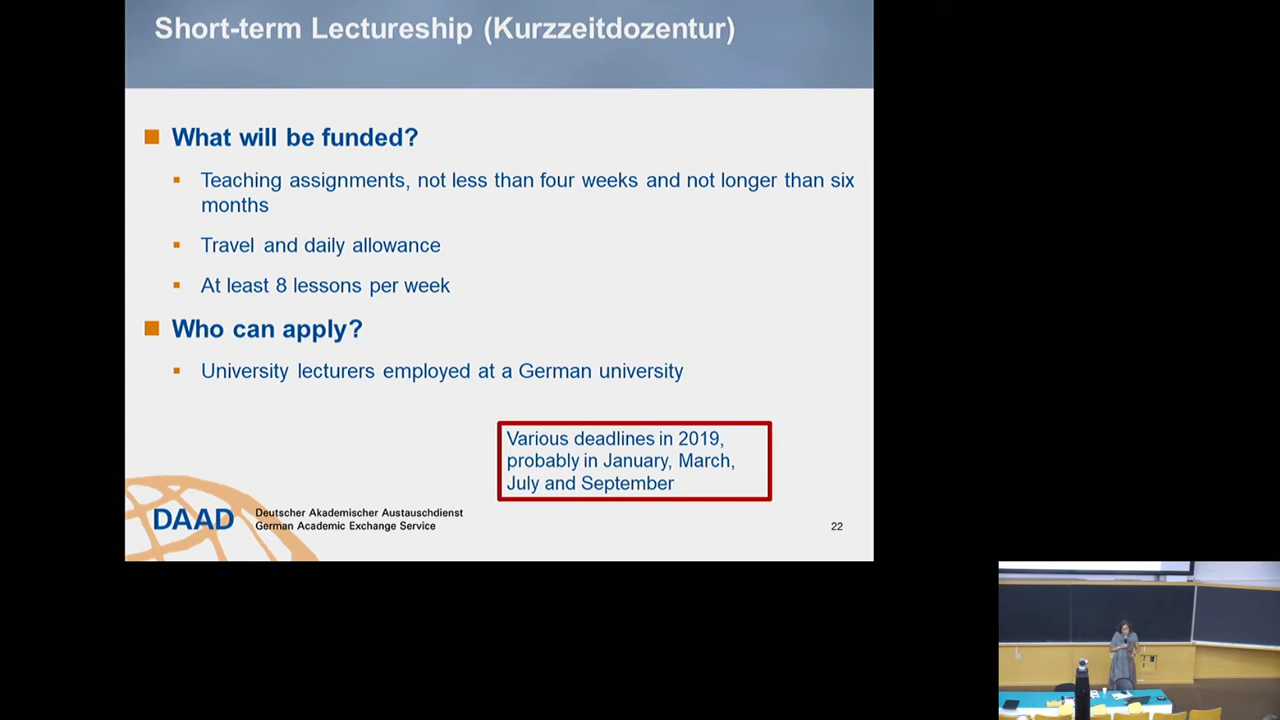 Short-term Lectureship (Kurzzeitdozentur)
What will be funded?
Teaching assignments, not less than four weeks and not longer than six
months
Travel and daily allowance
At least 8 lessons per week
Who can apply?
University lecturers employed at a German university
Various deadlines in 2019,
probably in January, March,
July and September
DAAD
Deutscher Akademischer Austauschdienst
German Academic Exchange Service
22